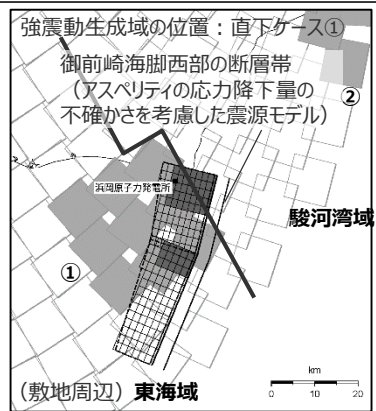 強震動生成域の位置：直下ケース①
御前崎海脚西部の断層帯
（アスペリティの応力降下量の
不確かさを考慮した震源モデル）
②
浜岡原子力発電所
駿河湾域
①
km
(敷地周辺) 東海域
0 10 20